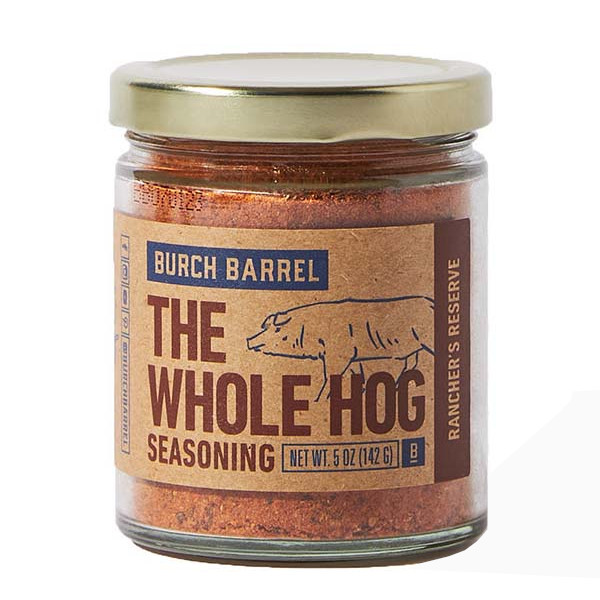 BURCH BARREL
THE
WHOLE HOG
SEASONING
NET WT. 5 OZ (142 G)
B
RANCHER'S RESERVE
@BURCHBARREL